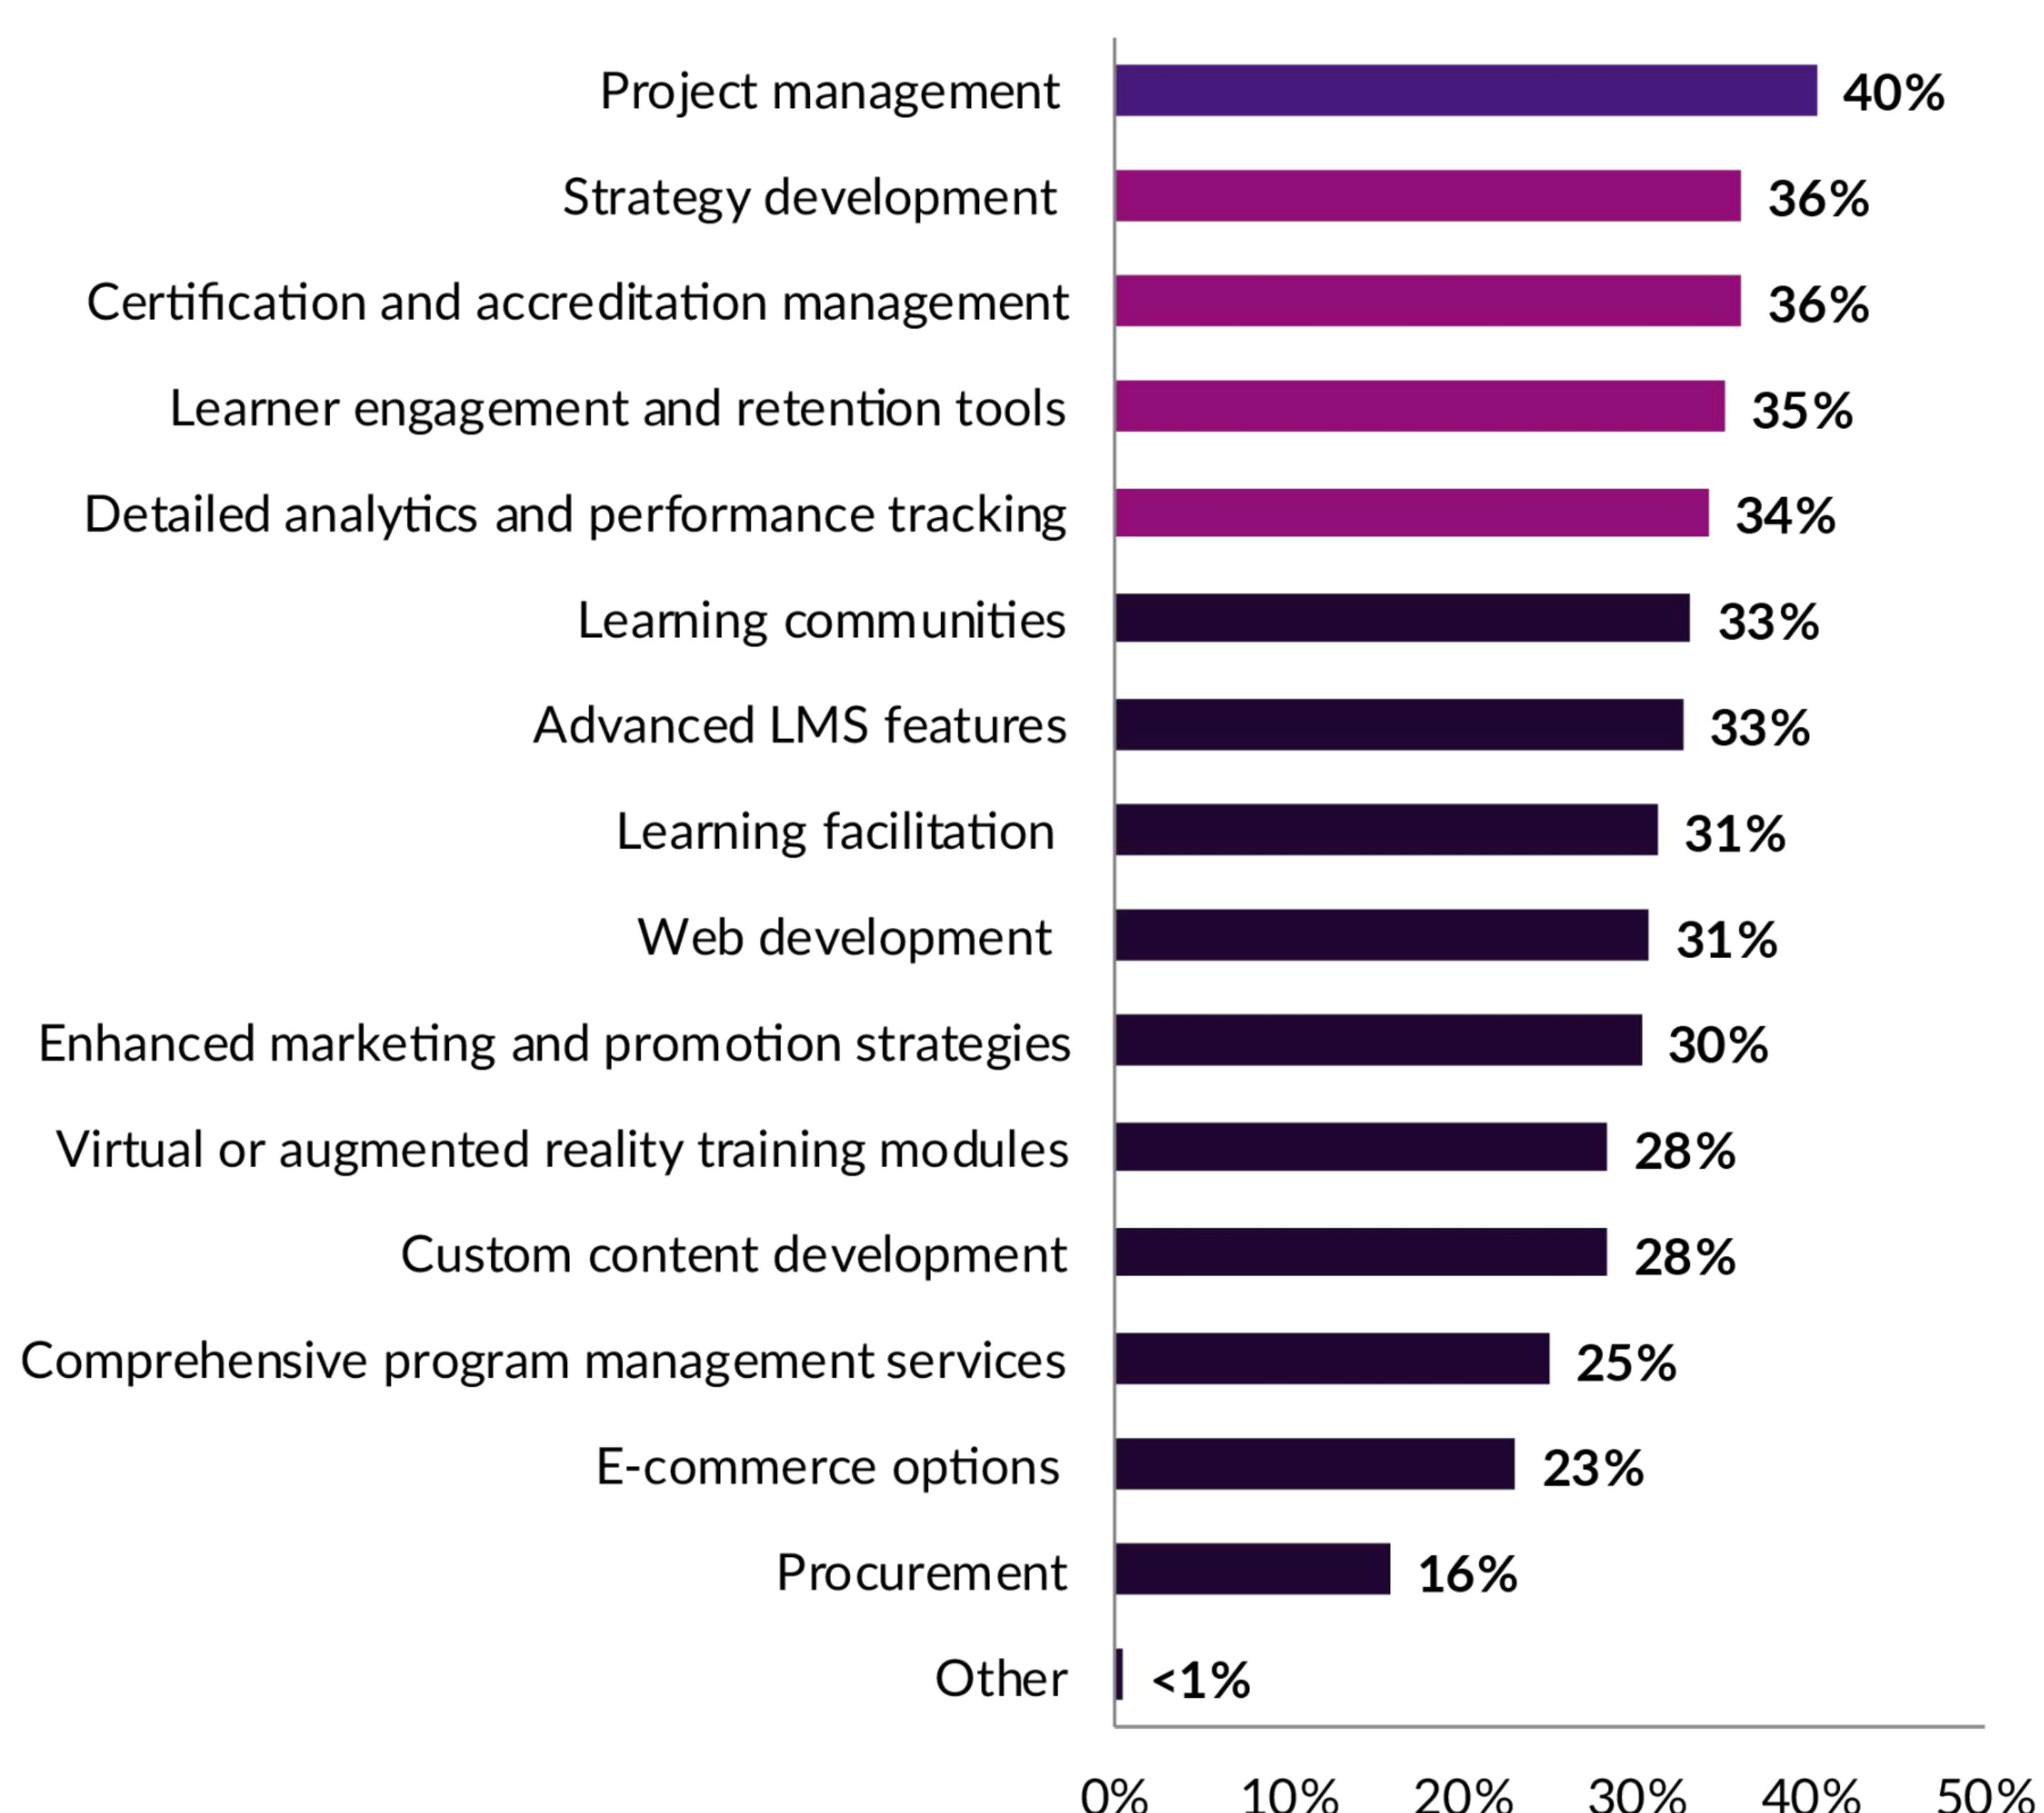 Project management 40%
Strategy development 36%
Certification and accreditation management 36%
Learner engagement and retention tools 35%
Detailed analytics and performance tracking 34%
Learning communities 33%
Advanced LMS features 33%
Learning facilitation 31%
Web development 31%
Enhanced marketing and promotion strategies 30%
Virtual or augmented reality training modules 28%
Custom content development 28%
Comprehensive program management services 25%
E-commerce options 23%
Procurement 16%
Other <1%
0% 10% 20% 30% 40% 50%